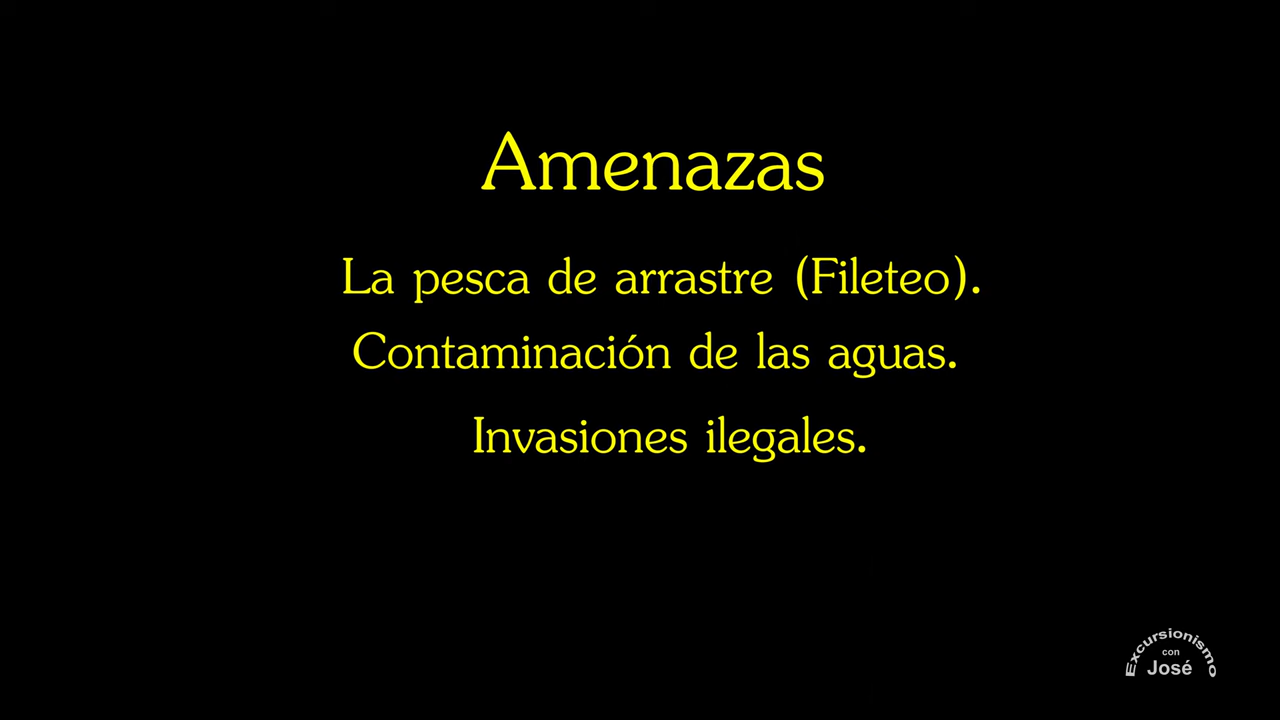 Amenazas
La pesca de arrastre (Fileteo).
Contaminación de las aguas.
Invasiones ilegales.
Excursionismo
con
José